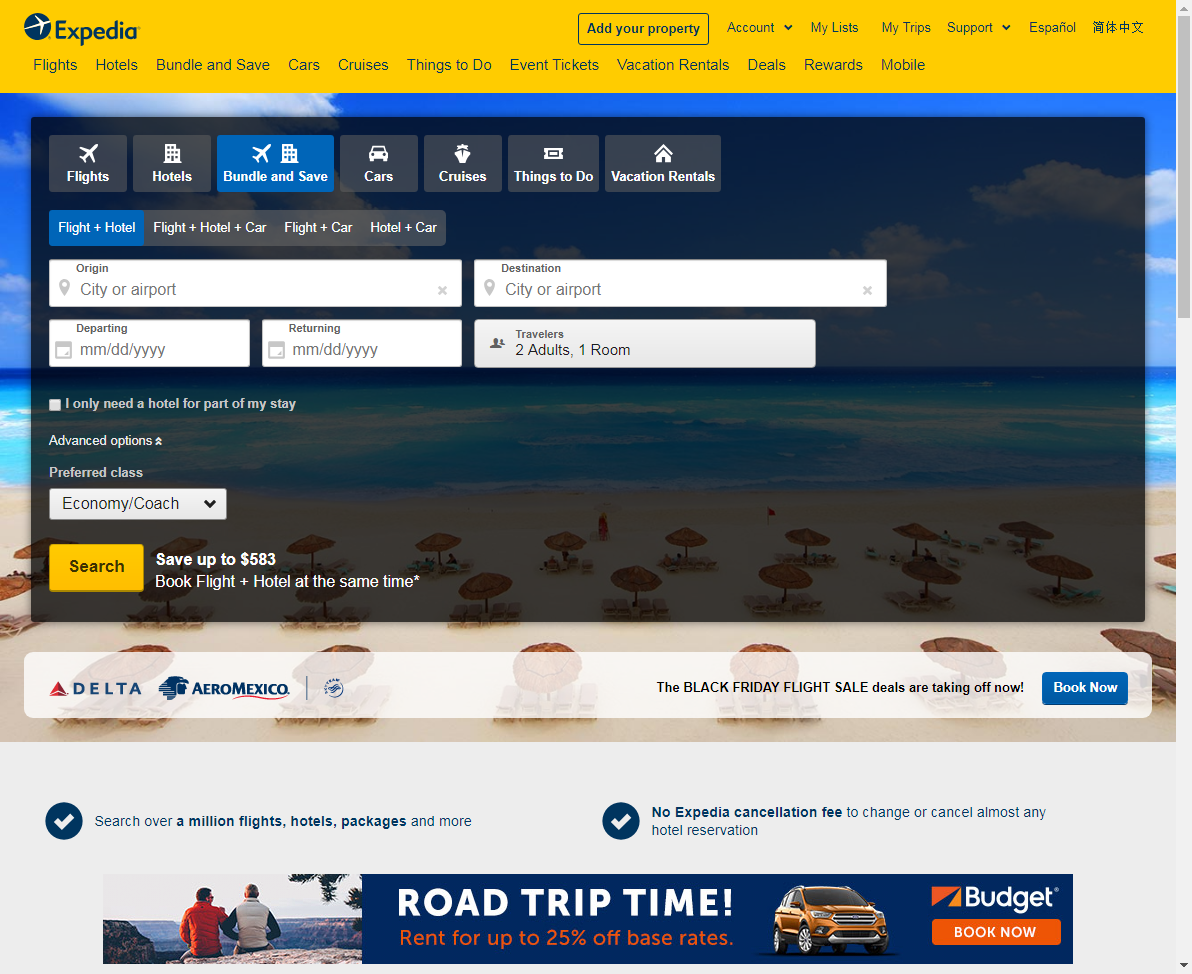 Expedia
Add your property
Account
My Lists
My Trips
Support
Español
简体中文
Flights Hotels Bundle and Save Cars Cruises Things to Do Event Tickets Vacation Rentals Deals Rewards Mobile
Flights
Hotels
Bundle and Save
Cars
Cruises
Things to Do
Vacation Rentals
Flight + Hotel
Flight + Hotel + Car
Flight + Car
Hotel + Car
Origin
City or airport
Destination
City or airport
Departing
mm/dd/yyyy
Returning
mm/dd/yyyy
Travelers
2 Adults, 1 Room
I only need a hotel for part of my stay
Advanced options
Preferred class
Economy/Coach
Search
Save up to $583
Book Flight + Hotel at the same time*
DELTA
AEROMEXICO
The BLACK FRIDAY FLIGHT SALE deals are taking off now!
Book Now
Search over a million flights, hotels, packages and more
No Expedia cancellation fee to change or cancel almost any
hotel reservation
ROAD TRIP TIME!
Rent for up to 25% off base rates.
Budget
BOOK NOW